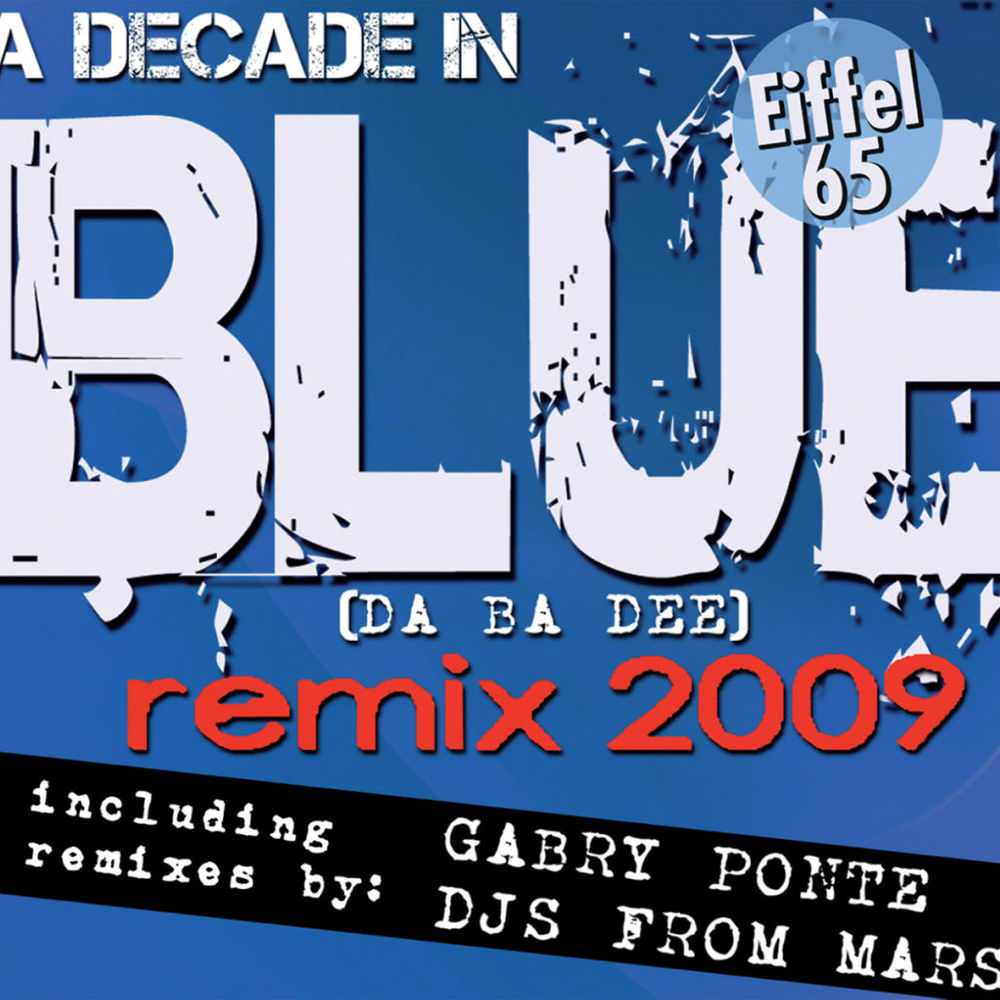 A DECADE IN
Eiffel
65
BLUE
(DA BA DEE)
remix 2009
including
remixes by:
GABRY PONTE
DJS FROM MARS